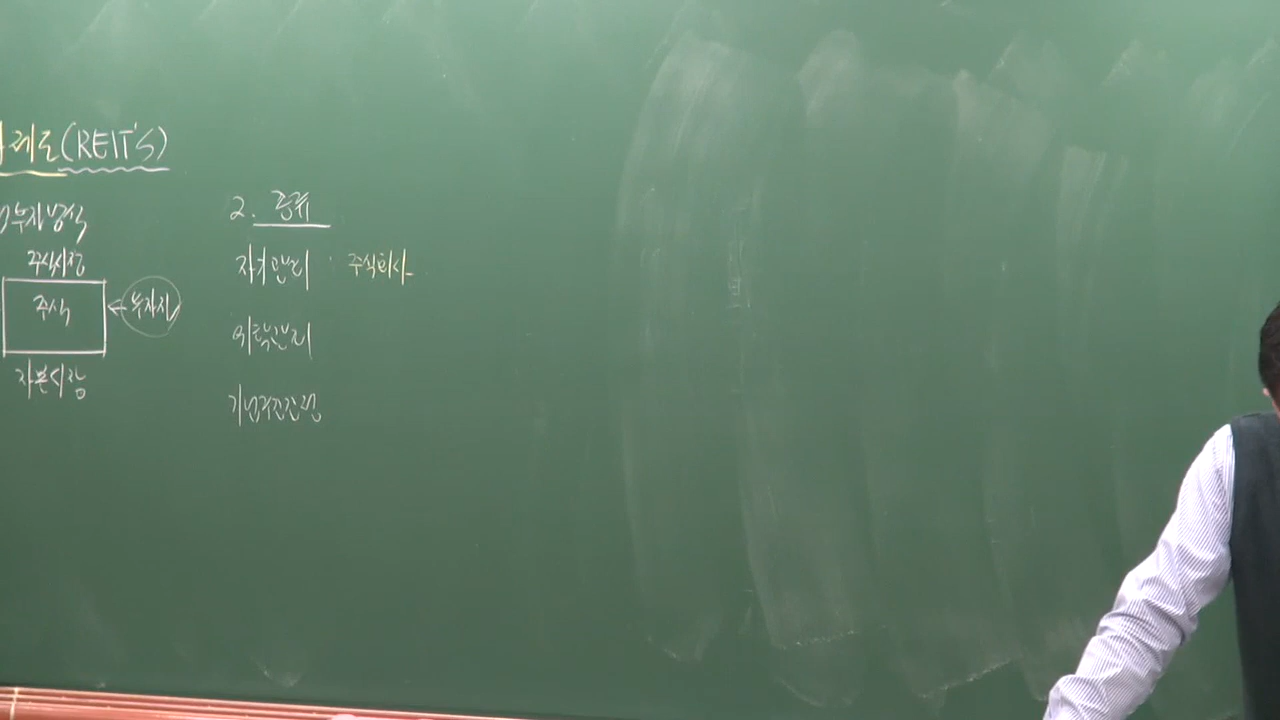 제도(REIT'S)
투자방식
주식시장
주식 ← 투자자
자본시장
2. 종류
자기관리 : 주식회사
위탁관리
기업구조조정